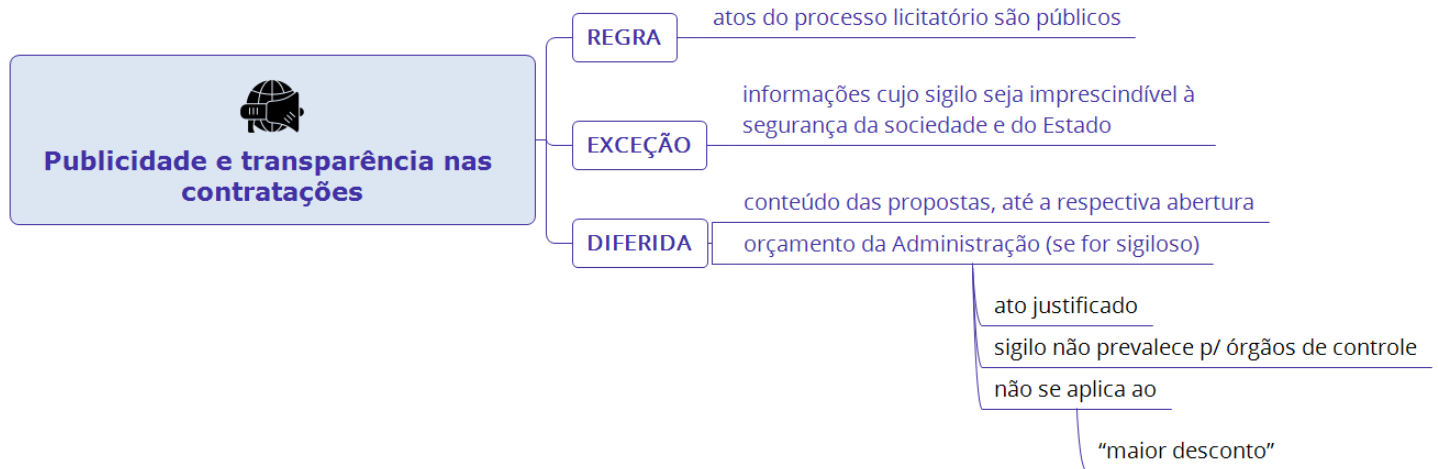 Publicidade e transparência nas
contratações
REGRA
atos do processo licitatório são públicos
EXCEÇÃO
informações cujo sigilo seja imprescindível à
segurança da sociedade e do Estado
DIFERIDA
conteúdo das propostas, até a respectiva abertura
orçamento da Administração (se for sigiloso)
ato justificado
sigilo não prevalece p/ órgãos de controle
não se aplica ao
“maior desconto”